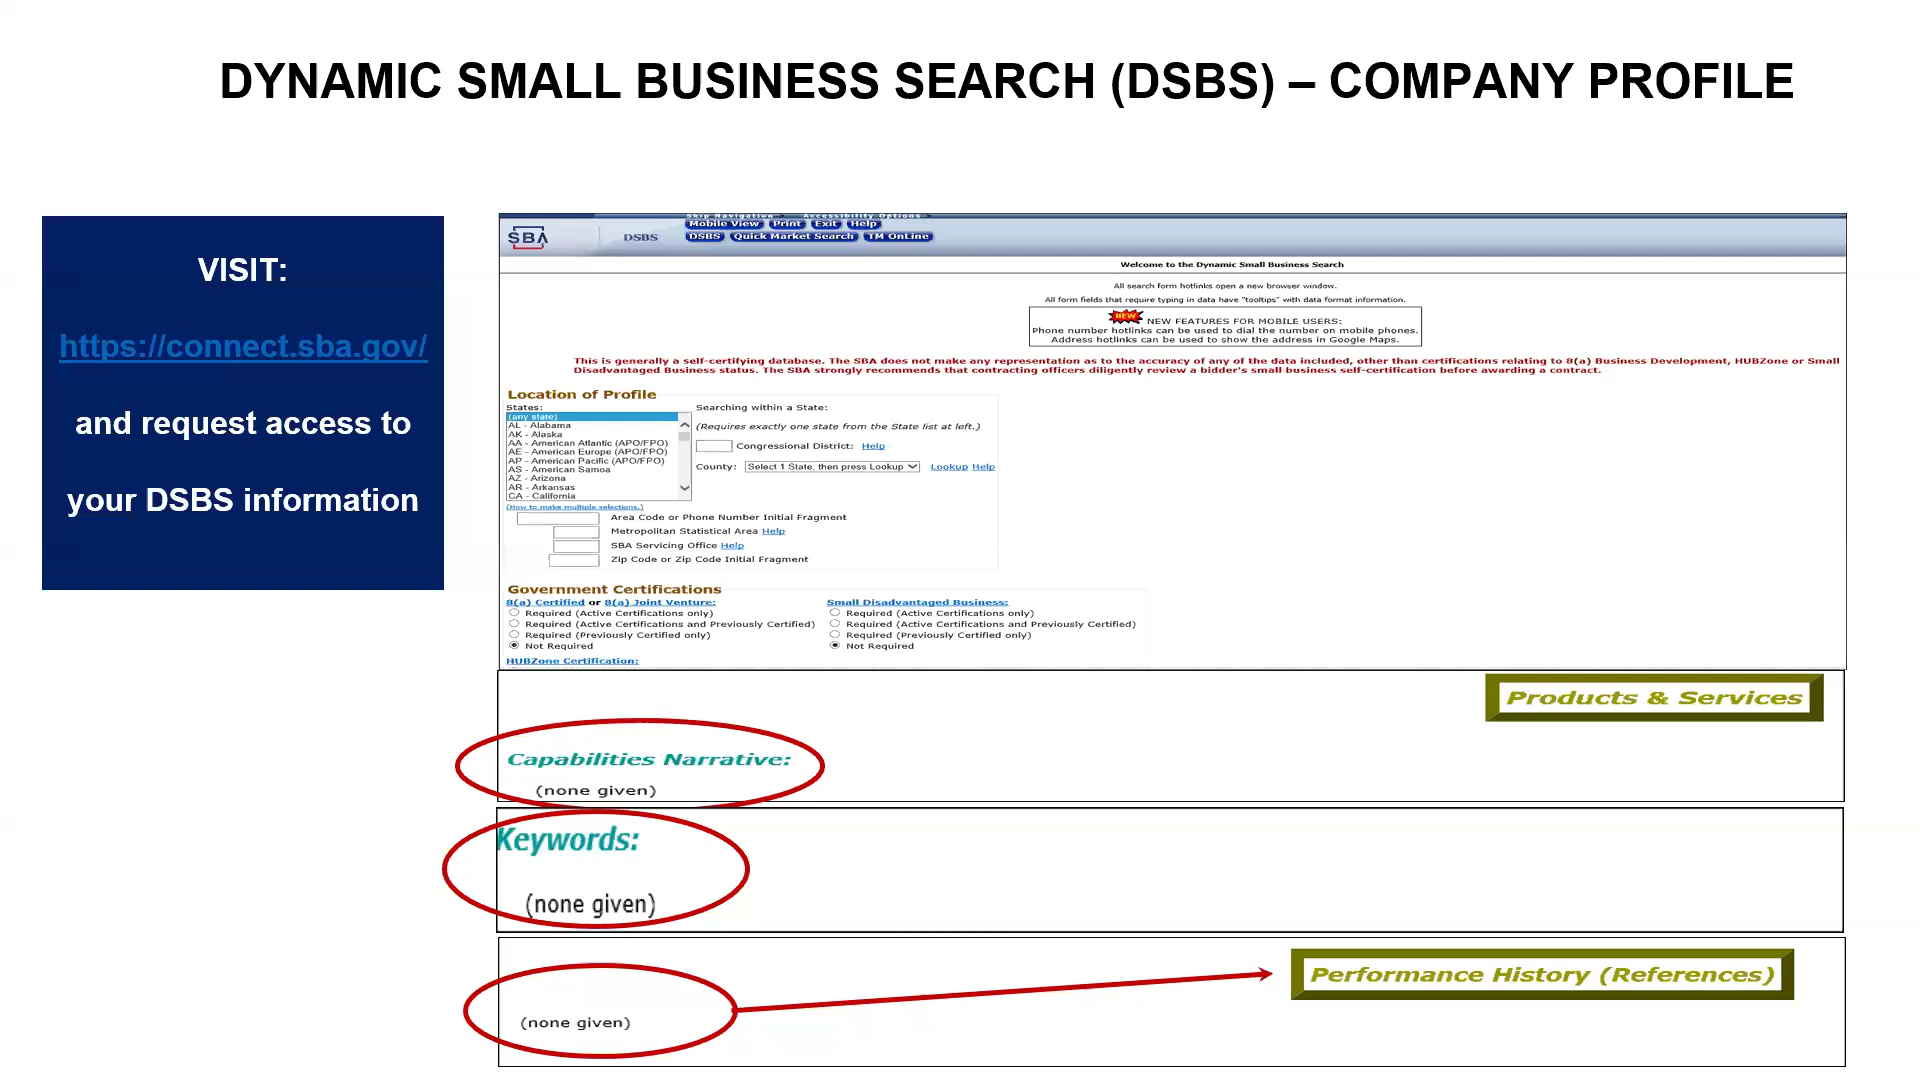 DYNAMIC SMALL BUSINESS SEARCH (DSBS) – COMPANY PROFILE
VISIT:
https://connect.sba.gov/
and request access to
your DSBS information
Skip Navigation Accessibility Options
Mobile View Print Exit Help
SBA DSBS DSBS Quick Market Search TM OnLine
Welcome to the Dynamic Small Business Search
All search form hotlinks open a new browser window.
All form fields that require typing in data have "tooltips" with data format information.
NEW NEW FEATURES FOR MOBILE USERS:
Phone number hotlinks can be used to dial the number on mobile phones.
Address hotlinks can be used to show the address in Google Maps.
This is generally a self-certifying database. The SBA does not make any representation as to the accuracy of any of the data included, other than certifications relating to 8(a) Business Development, HUBZone or Small
Disadvantaged Business status. The SBA strongly recommends that contracting officers diligently review a bidder's small business self-certification before awarding a contract.
Location of Profile
States:
(any state)
AL - Alabama
AK - Alaska
AA - American Atlantic (APO/FPO)
AE - American Europe (APO/FPO)
AP - American Pacific (APO/FPO)
AS - American Samoa
AZ - Arizona
AR - Arkansas
CA - California
(How to make multiple selections.)
Searching within a State:
(Requires exactly one state from the State list at left.)
Congressional District: Help
County: Select 1 State, then press Lookup Lookup Help
Area Code or Phone Number Initial Fragment
Metropolitan Statistical Area Help
SBA Servicing Office Help
Zip Code or Zip Code Initial Fragment
Government Certifications
8(a) Certified or 8(a) Joint Venture:
Required (Active Certifications only)
Required (Active Certifications and Previously Certified)
Required (Previously Certified only)
Not Required
Small Disadvantaged Business:
Required (Active Certifications only)
Required (Active Certifications and Previously Certified)
Required (Previously Certified only)
Not Required
HUBZone Certification:
Products & Services
Capabilities Narrative:
(none given)
Keywords:
(none given)
Performance History (References)
(none given)